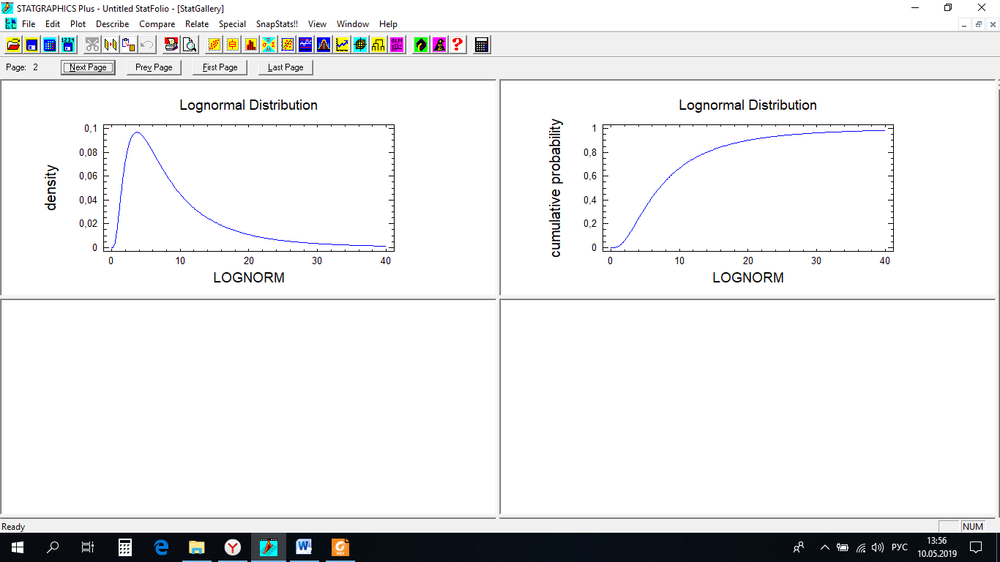 STATGRAPHICS Plus - Untitled StatFolio - [StatGallery]
File Edit Plot Describe Compare Relate Special SnapStats!! View Window Help
Page: 2 Next Page Prev Page First Page Last Page
Lognormal Distribution
density
0,1
0,08
0,06
0,04
0,02
0
0 10 20 30 40
LOGNORM
Lognormal Distribution
cumulative probability
1
0,8
0,6
0,4
0,2
0
0 10 20 30 40
LOGNORM
Ready
NUM
РУС
13:56
10.05.2019